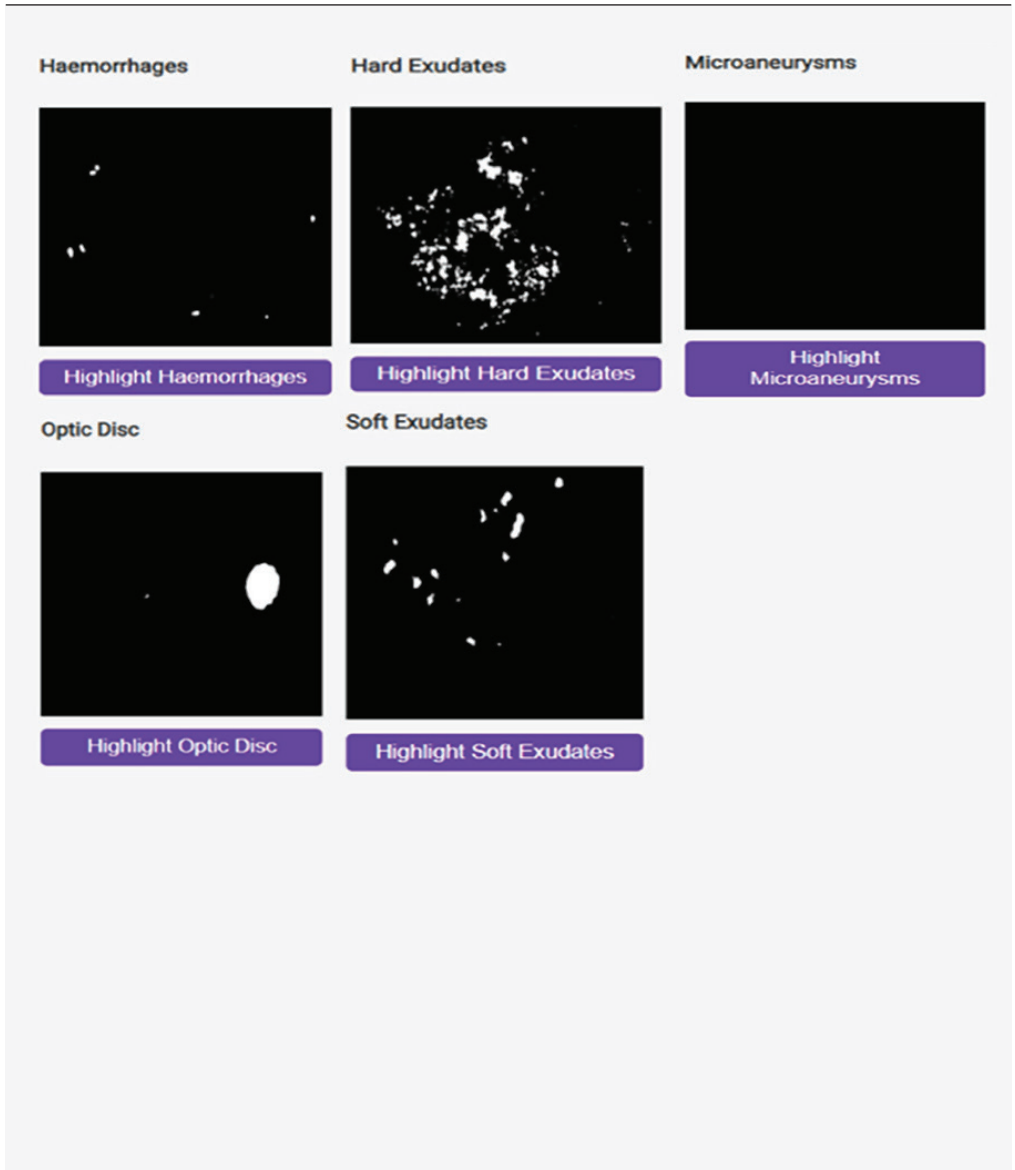 Haemorrhages
Hard Exudates
Microaneurysms
Highlight Haemorrhages
Highlight Hard Exudates
Highlight
Microaneurysms
Optic Disc
Soft Exudates
Highlight Optic Disc
Highlight Soft Exudates